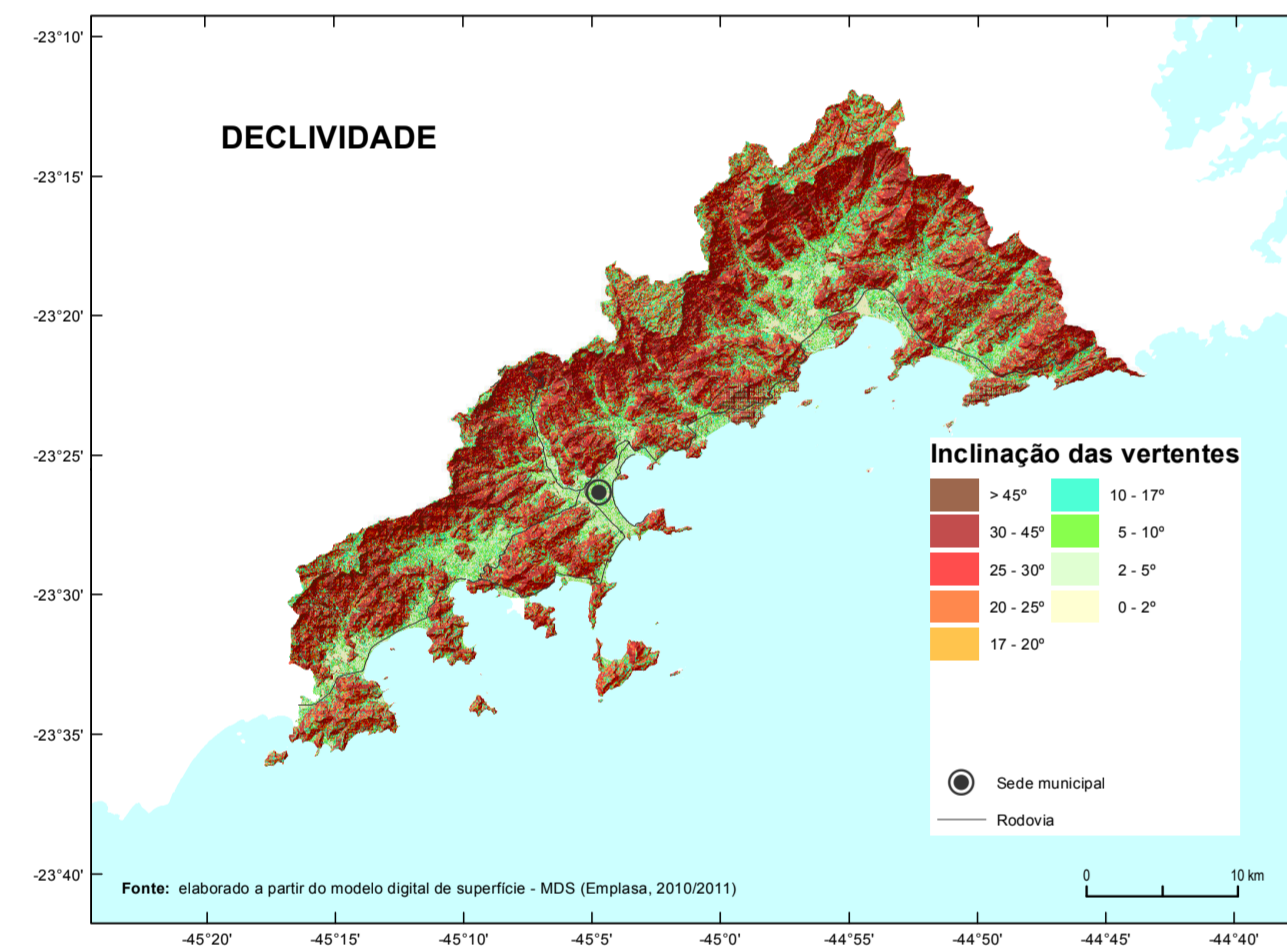 DECLIVIDADE
-23°10'
-23°15'
-23°20'
-23°25'
-23°30'
-23°35'
-23°40'
Inclinação das vertentes
> 45º 10 - 17º
30 - 45º 5 - 10º
25 - 30º 2 - 5º
20 - 25º 0 - 2º
17 - 20º
Sede municipal
Rodovia
0 10 km
Fonte: elaborado a partir do modelo digital de superfície - MDS (Emplasa, 2010/2011)
-45°20' -45°15' -45°10' -45°5' -45°0' -44°55' -44°50' -44°45' -44°40'